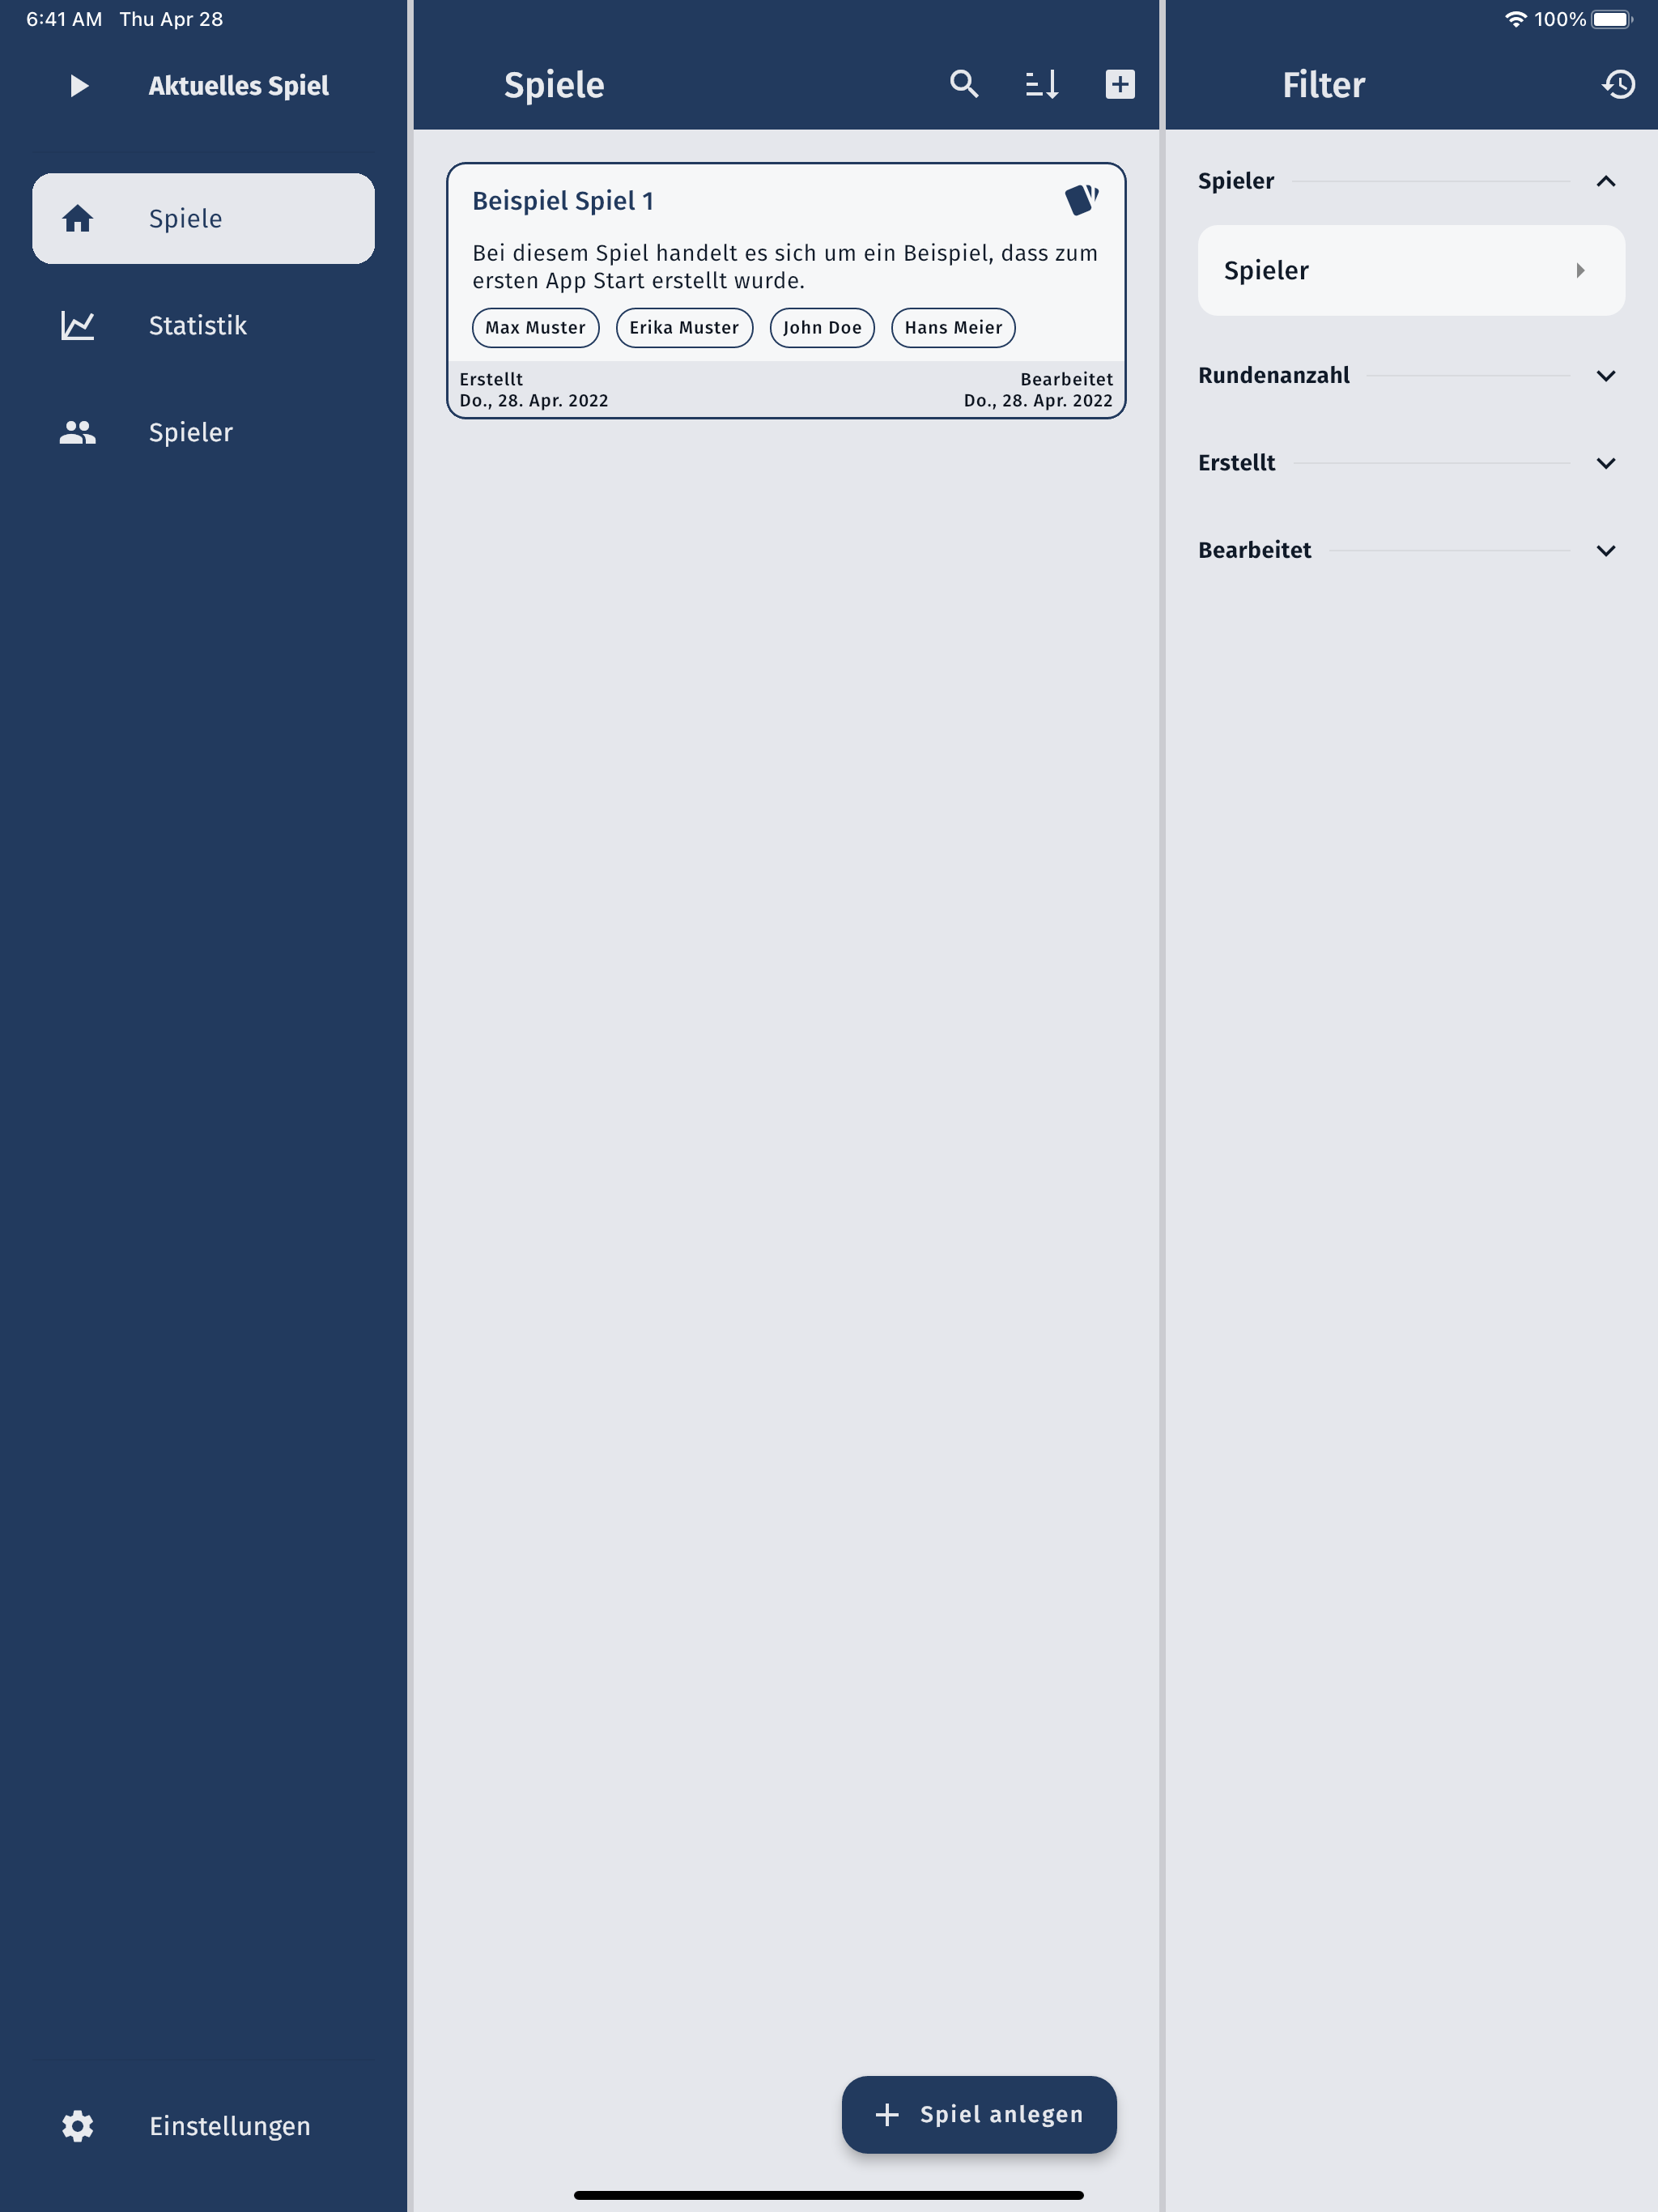 6:41 AM Thu Apr 28
100%
Aktuelles Spiel
Spiele
Statistik
Spieler
Einstellungen
Spiele
Beispiel Spiel 1
Bei diesem Spiel handelt es sich um ein Beispiel, dass zum
ersten App Start erstellt wurde.
Max Muster Erika Muster John Doe Hans Meier
Erstellt Bearbeitet
Do., 28. Apr. 2022 Do., 28. Apr. 2022
Spiel anlegen
Filter
Spieler
Spieler
Rundenanzahl
Erstellt
Bearbeitet